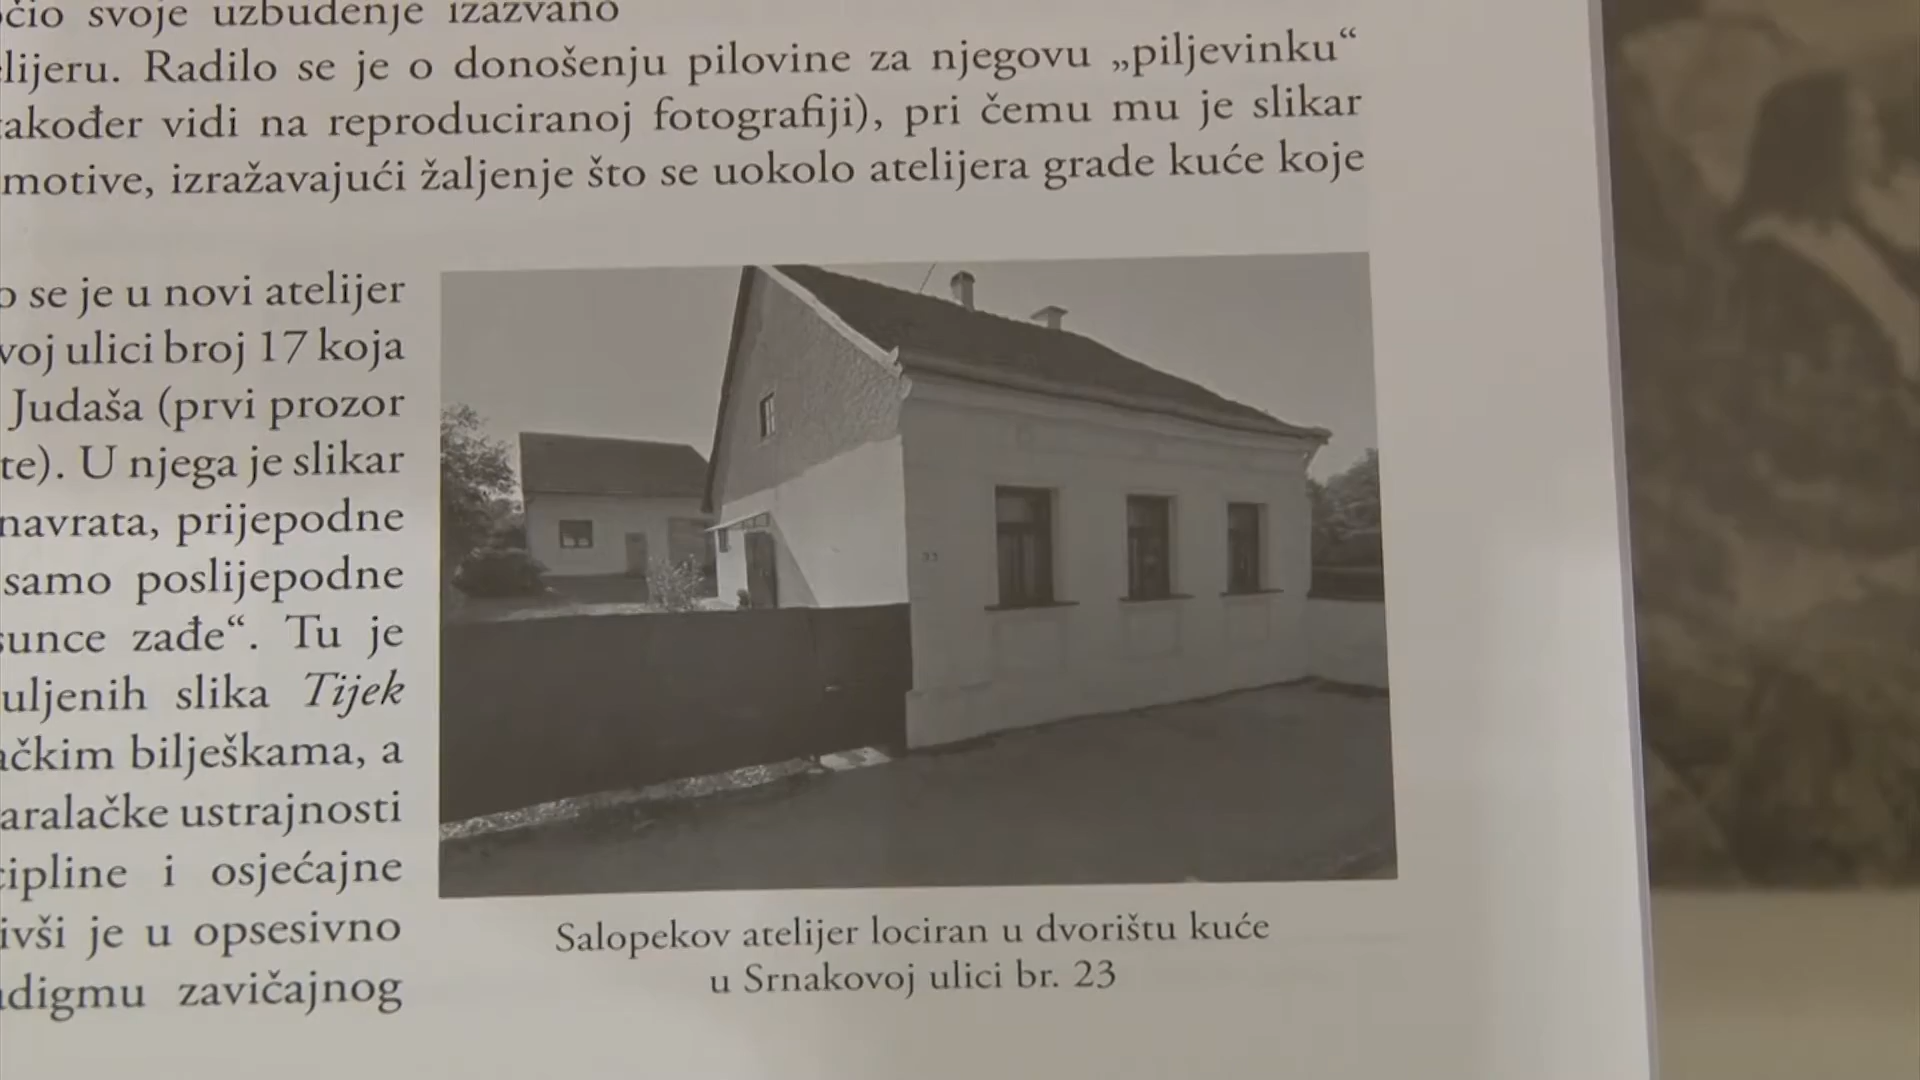 očio svoje uzbuđenje izazvano
lijeru. Radilo se je o donošenju pilovine za njegovu „piljevinku“
također vidi na reproduciranoj fotografiji), pri čemu mu je slikar
motive, izražavajući žaljenje što se uokolo atelijera grade kuće koje
o se je u novi atelijer
voj ulici broj 17 koja
Judaša (prvi prozor
te). U njega je slikar
navrata, prijepodne
samo poslijepodne
sunce zađe“. Tu je
uljenih slika Tijek
ačkim bilješkama, a
aralačke ustrajnosti
cipline i osjećajne
ivši je u opsesivno
digmu zavičajnog
Salopekov atelijer lociran u dvorištu kuće
u Srnakovoj ulici br. 23